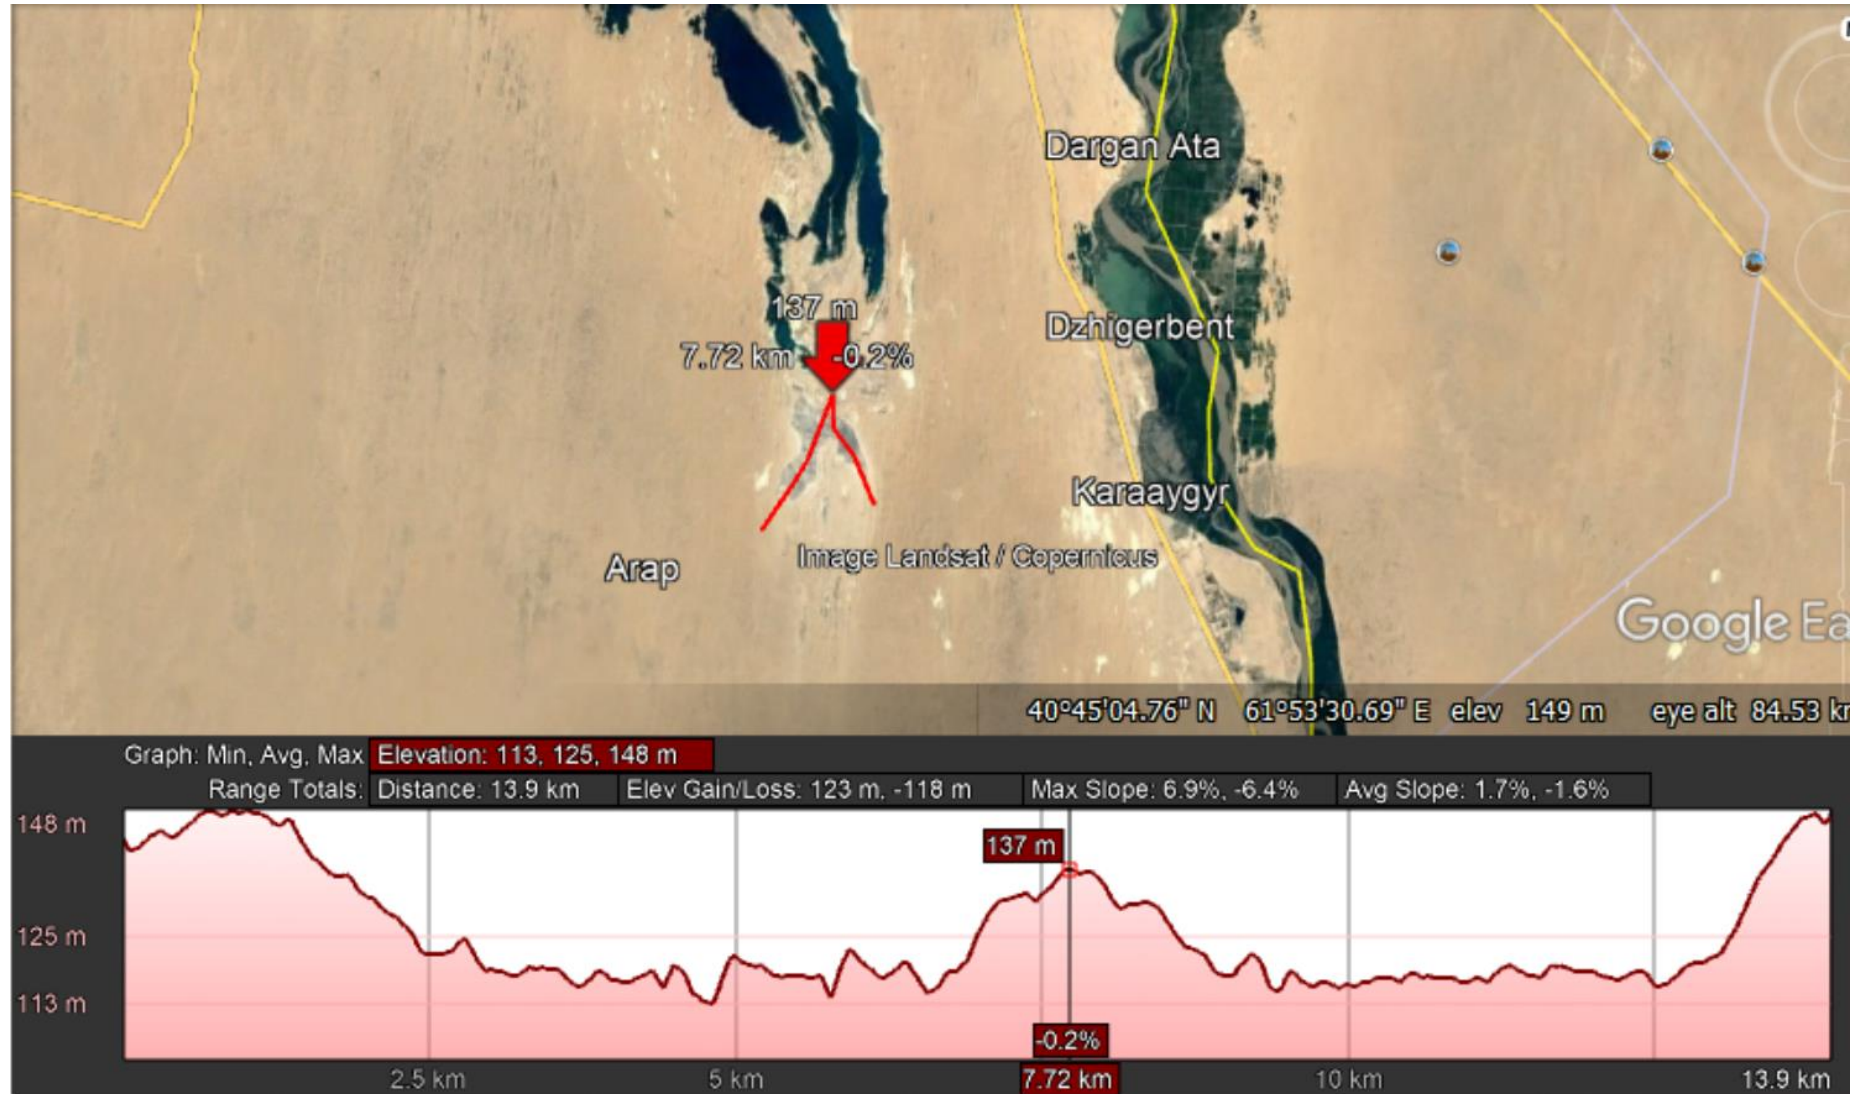 Dargan Ata
137 m
Dzhigerbent
7.72 km
-0.2%
Karaaygyr
Image Landsat / Copernicus
Arap
Google Ea
40°45'04.76" N 61°53'30.69" E elev 149 m eye alt 84.53 kr
Graph: Min, Avg, Max Elevation: 113, 125, 148 m
Range Totals: Distance: 13.9 km Elev Gain/Loss: 123 m, -118 m Max Slope: 6.9%, -6.4% Avg Slope: 1.7%, -1.6%
148 m
137 m
125 m
113 m
-0.2%
2.5 km 5 km 7.72 km 10 km 13.9 km